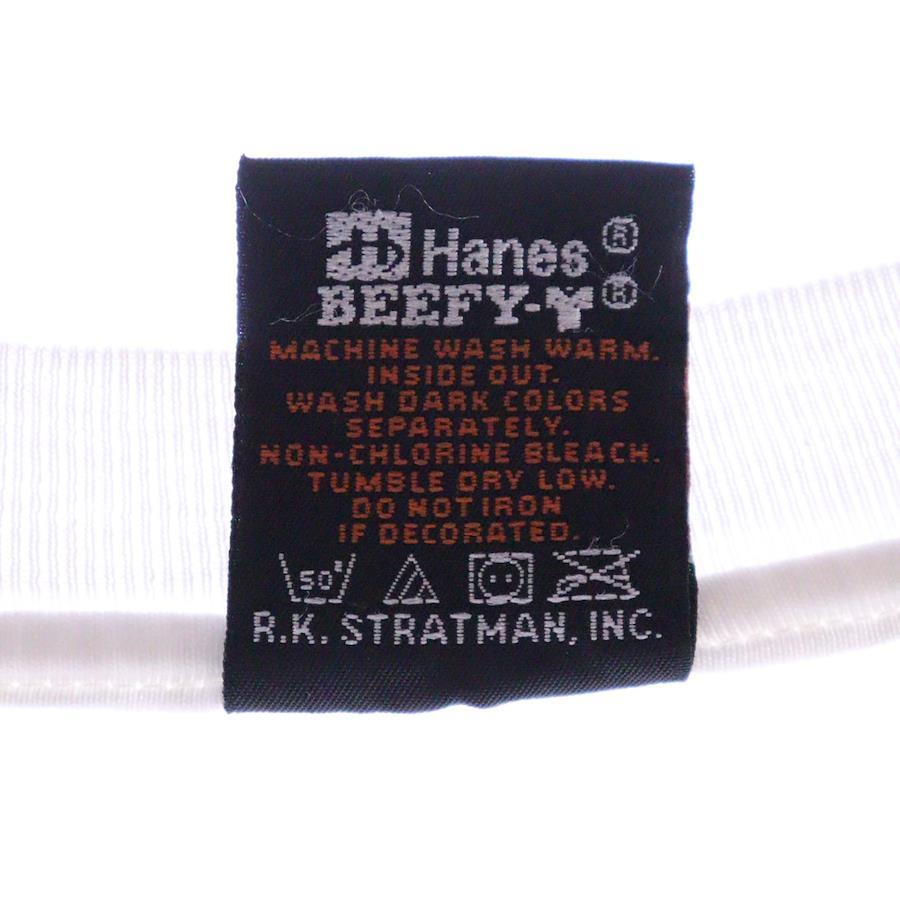 Hanes ®
BEEFY-T ®
MACHINE WASH WARM.
INSIDE OUT.
WASH DARK COLORS
SEPARATELY.
NON-CHLORINE BLEACH.
TUMBLE DRY LOW.
DO NOT IRON
IF DECORATED.
50°
R.K. STRATMAN, INC.